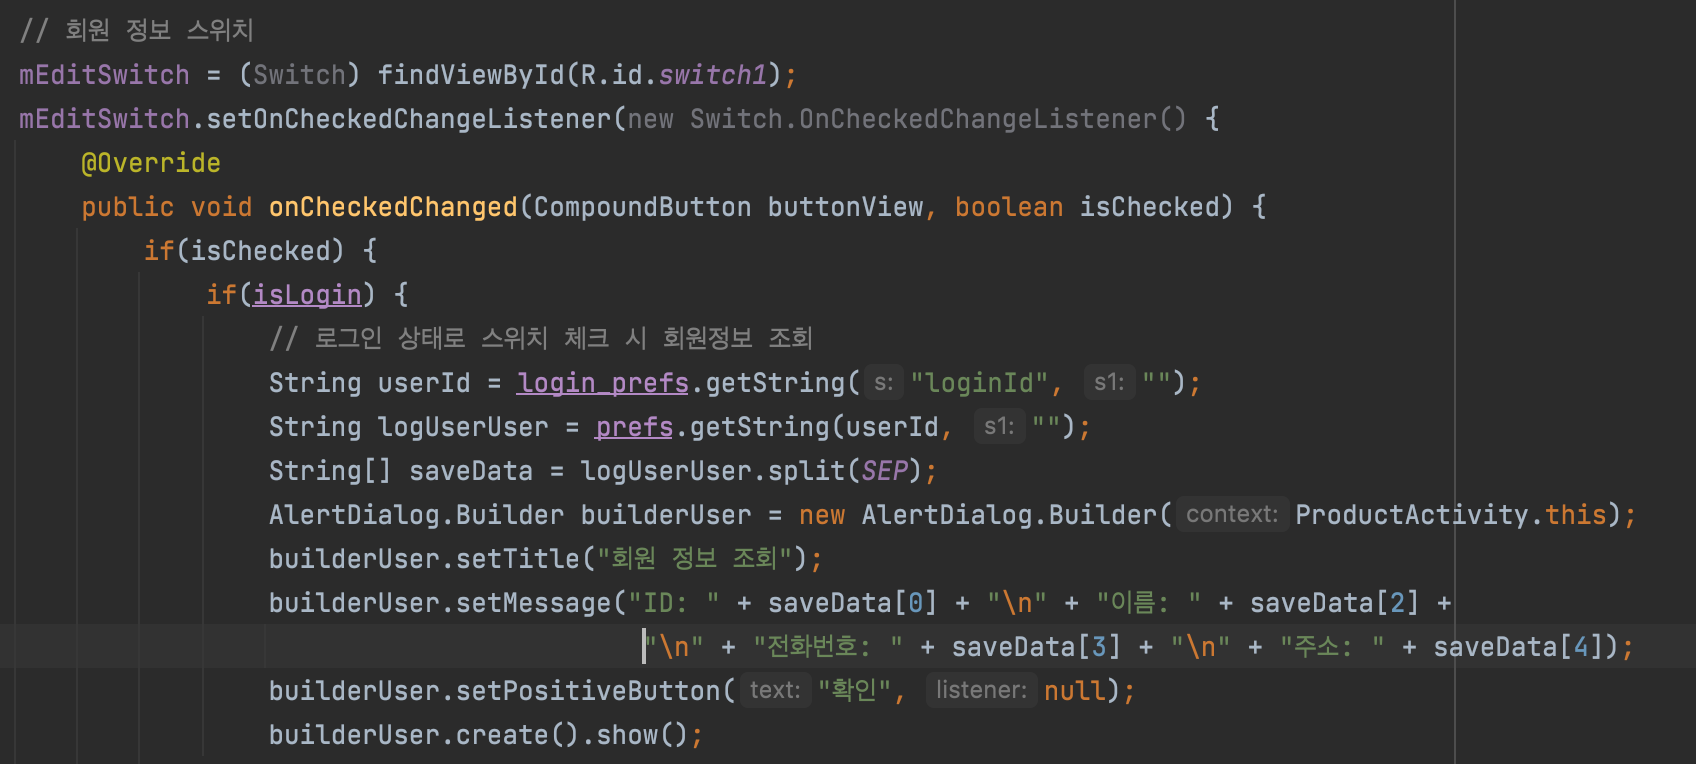 // 회원 정보 스위치
mEditSwitch = (Switch) findViewById(R.id.switch1);
mEditSwitch.setOnCheckedChangeListener(new Switch.OnCheckedChangeListener() {
@Override
public void onCheckedChanged(CompoundButton buttonView, boolean isChecked) {
if(isChecked) {
if(isLogin) {
// 로그인 상태로 스위치 체크 시 회원정보 조회
String userId = login_prefs.getString( s: "loginId", s1: "");
String logUserUser = prefs.getString(userId, s1: "");
String[] saveData = logUserUser.split(SEP);
AlertDialog.Builder builderUser = new AlertDialog.Builder( context: ProductActivity.this);
builderUser.setTitle("회원 정보 조회");
builderUser.setMessage("ID: " + saveData[0] + "\n" + "이름: " + saveData[2] +
"\n" + "전화번호: " + saveData[3] + "\n" + "주소: " + saveData[4]);
builderUser.setPositiveButton( text: "확인", listener: null);
builderUser.create().show();